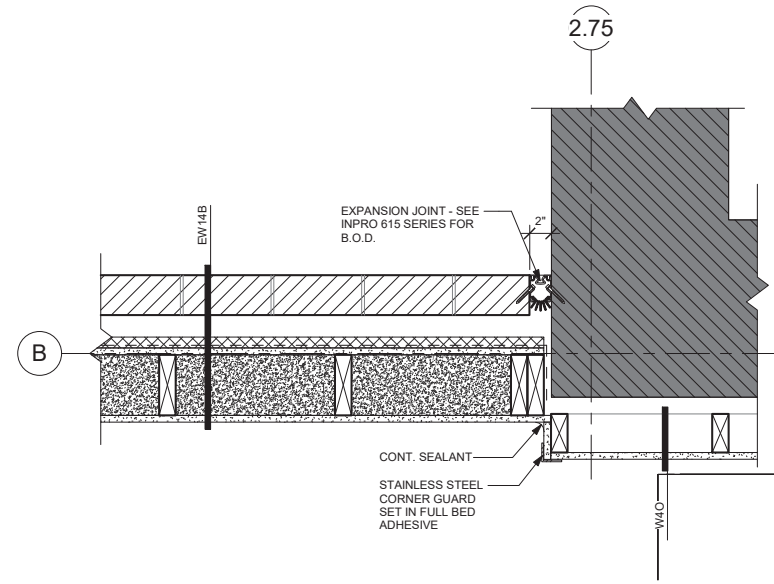 2.75
EW14B
EXPANSION JOINT - SEE
INPRO 615 SERIES FOR
B.O.D.
2"
B
CONT. SEALANT
STAINLESS STEEL
CORNER GUARD
SET IN FULL BED
ADHESIVE
W4O